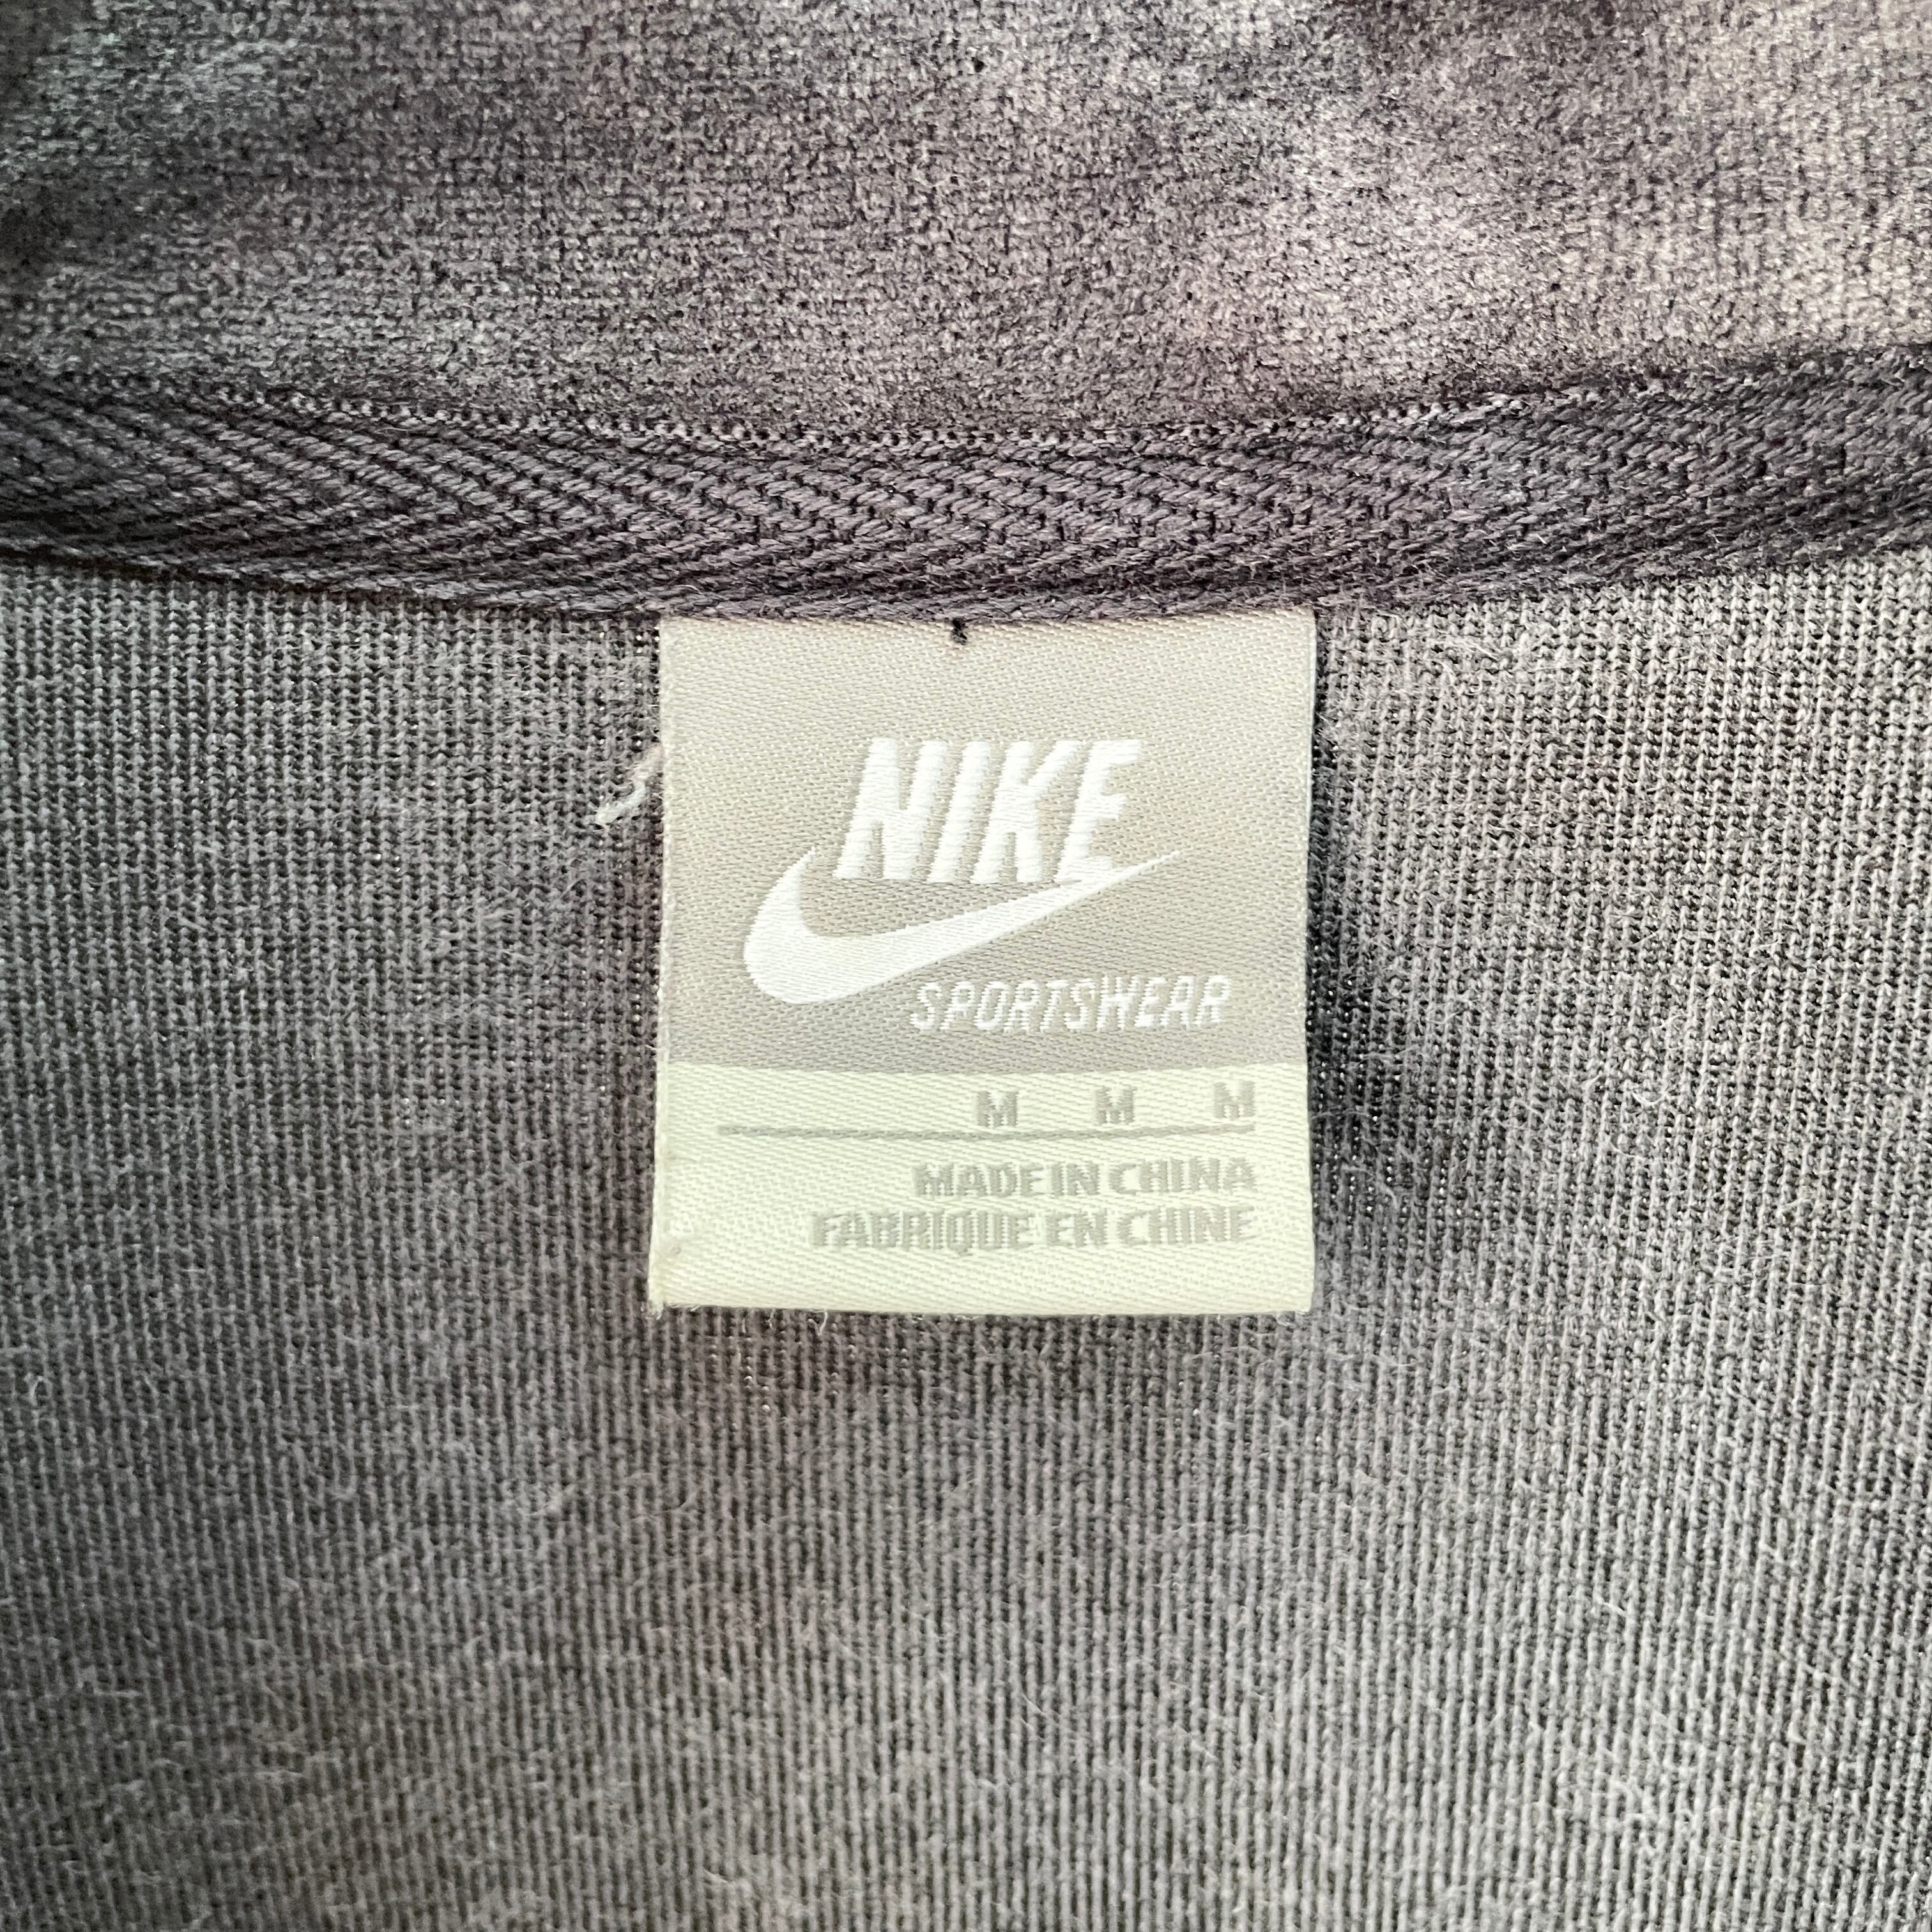 NIKE
SPORTSWEAR
M M M
MADE IN CHINA
FABRIQUE EN CHINE